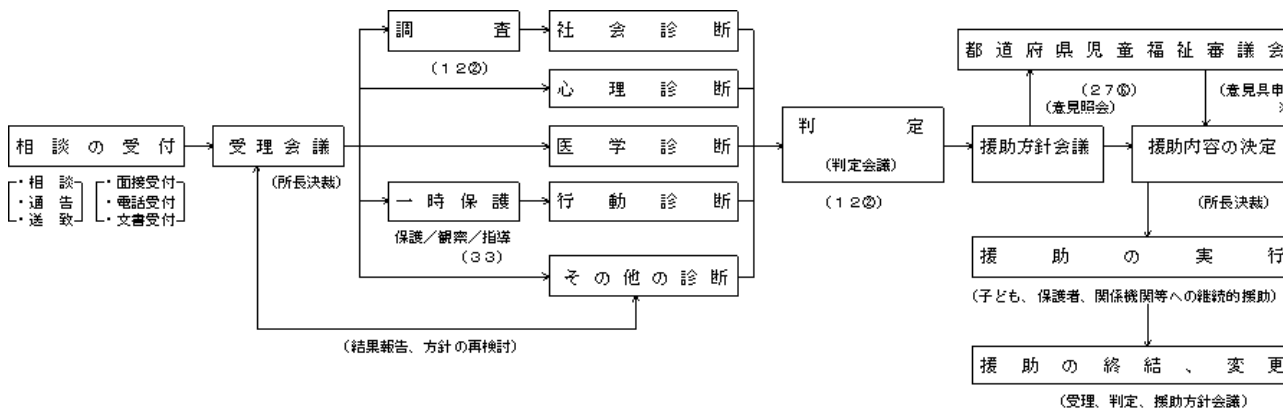 調査
社会診断
(12②)
心理診断
都道府県児童福祉審議会
(27⑥)
(意見照会)
(意見具申
相談の受付
受理会議
(所長決裁)
医学診断
判定
(判定会議)
(12②)
援助方針会議
援助内容の決定
(所長決裁)
・相談
・通告
・送致
・面接受付
・電話受付
・文書受付
一時保護
行動診断
保護/観察/指導
(33)
その他の診断
(結果報告、方針の再検討)
援助の実行
(子ども、保護者、関係機関等への継続的援助)
援助の終結、変更
(受理、判定、援助方針会議)